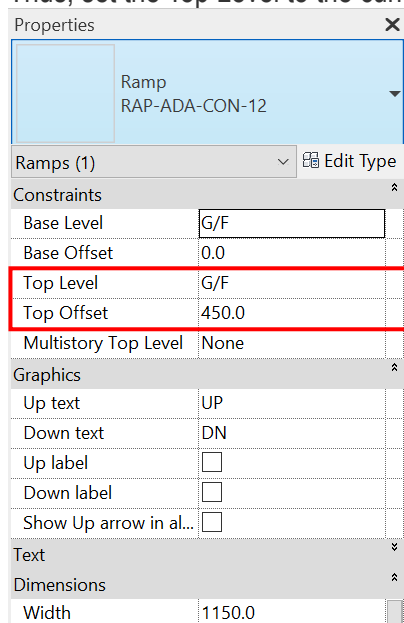 Properties
Ramp
RAP-ADA-CON-12
Ramps (1) Edit Type
Constraints
Base Level G/F
Base Offset 0.0
Top Level G/F
Top Offset 450.0
Multistory Top Level None
Graphics
Up text UP
Down text DN
Up label
Down label
Show Up arrow in al...
Text
Dimensions
Width 1150.0